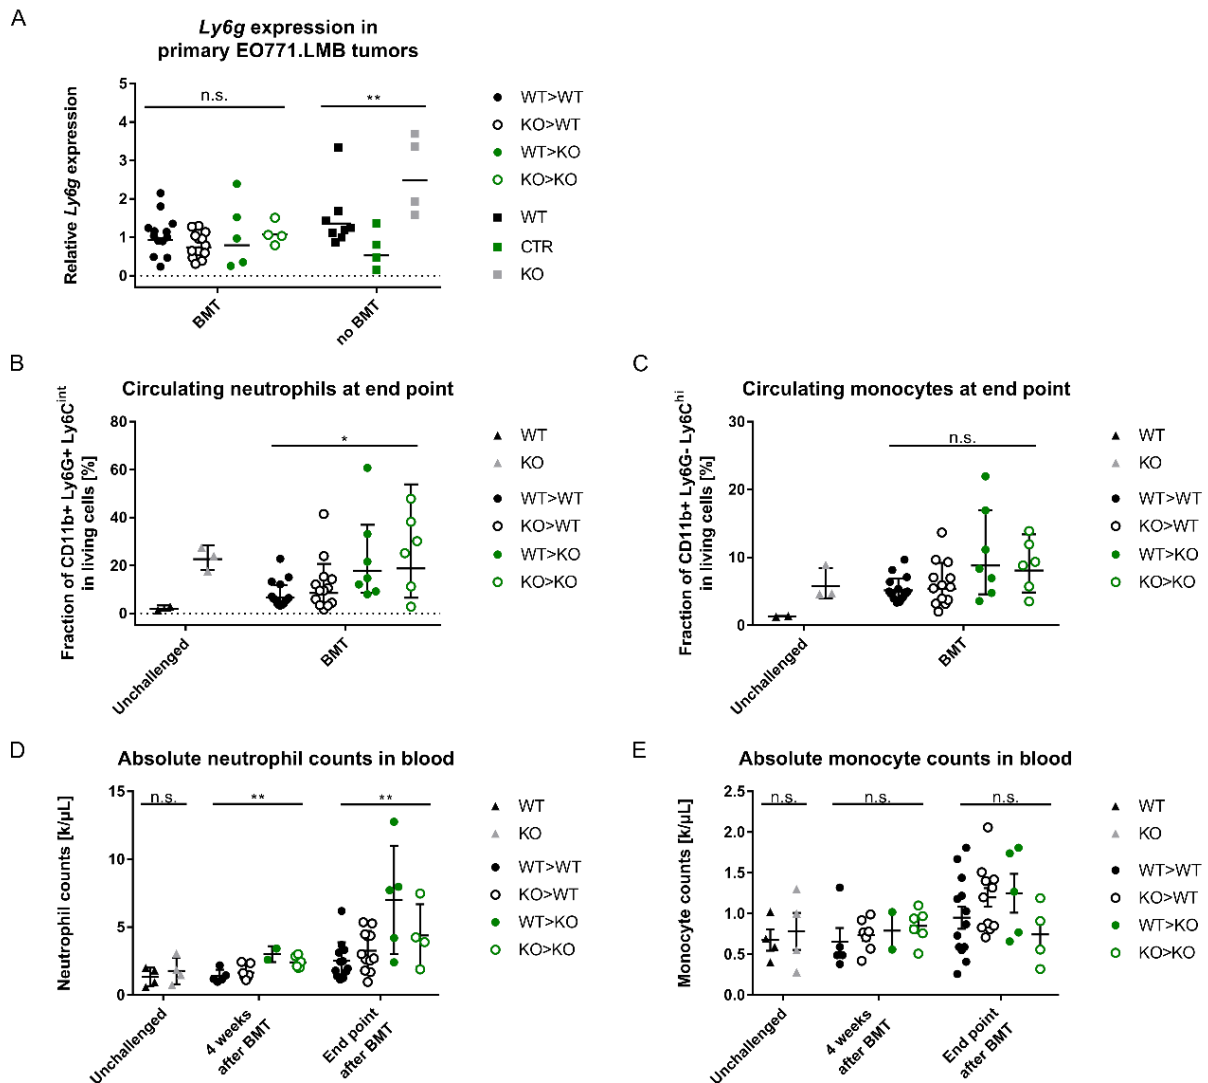 A
Ly6g expression in
primary EO771.LMB tumors
Relative Ly6g expression
5
4
3
2
1
0
n.s.
**
BMT
no BMT
WT>WT
KO>WT
WT>KO
KO>KO
WT
CTR
KO
B
Circulating neutrophils at end point
Fraction of CD11b+ Ly6G+ Ly6Cint
in living cells [%]
80
60
40
20
0
*
Unchallenged
BMT
WT
KO
WT>WT
KO>WT
WT>KO
KO>KO
C
Circulating monocytes at end point
Fraction of CD11b+ Ly6G- Ly6Chi
in living cells [%]
30
20
10
0
n.s.
Unchallenged
BMT
WT
KO
WT>WT
KO>WT
WT>KO
KO>KO
D
Absolute neutrophil counts in blood
Neutrophil counts [k/µL]
15
10
5
0
n.s.
**
**
Unchallenged
4 weeks
after BMT
End point
after BMT
WT
KO
WT>WT
KO>WT
WT>KO
KO>KO
E
Absolute monocyte counts in blood
Monocyte counts [k/µL]
2.5
2.0
1.5
1.0
0.5
0.0
n.s.
n.s.
n.s.
Unchallenged
4 weeks
after BMT
End point
after BMT
WT
KO
WT>WT
KO>WT
WT>KO
KO>KO